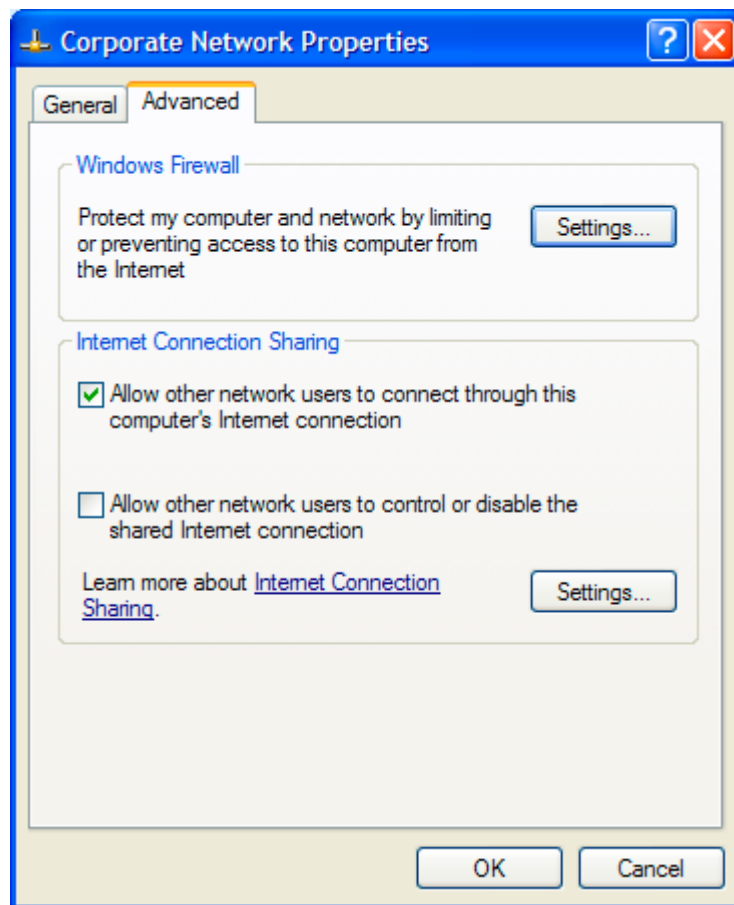 Corporate Network Properties
?
General
Advanced
Windows Firewall
Protect my computer and network by limiting
or preventing access to this computer from
the Internet
Settings...
Internet Connection Sharing
Allow other network users to connect through this
computer's Internet connection
Allow other network users to control or disable the
shared Internet connection
Learn more about Internet Connection
Sharing.
Settings...
OK
Cancel